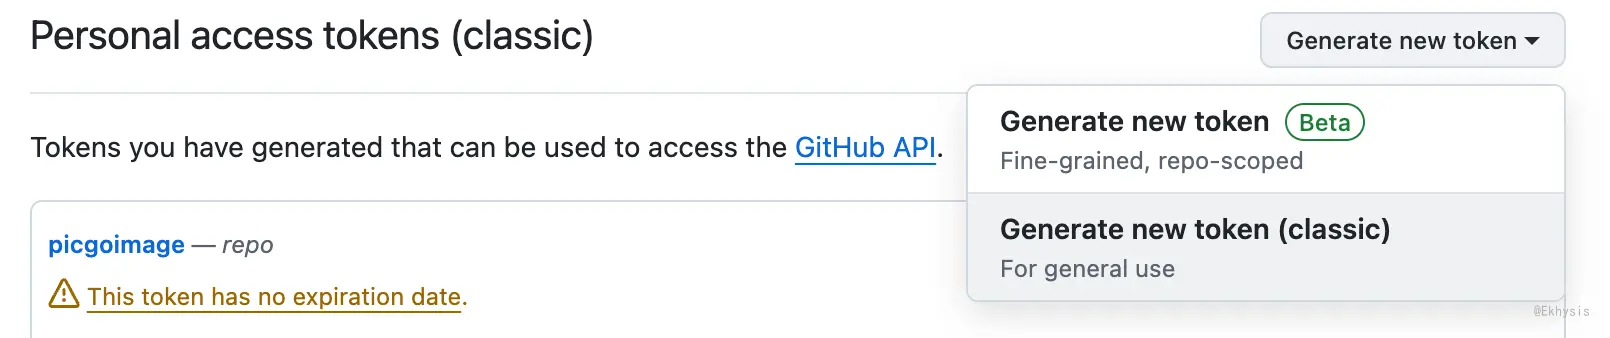 Personal access tokens (classic)
Generate new token
Generate new token Beta
Fine-grained, repo-scoped
Generate new token (classic)
For general use
Tokens you have generated that can be used to access the GitHub API.
picgoimage — repo
This token has no expiration date.
@Ekhysis